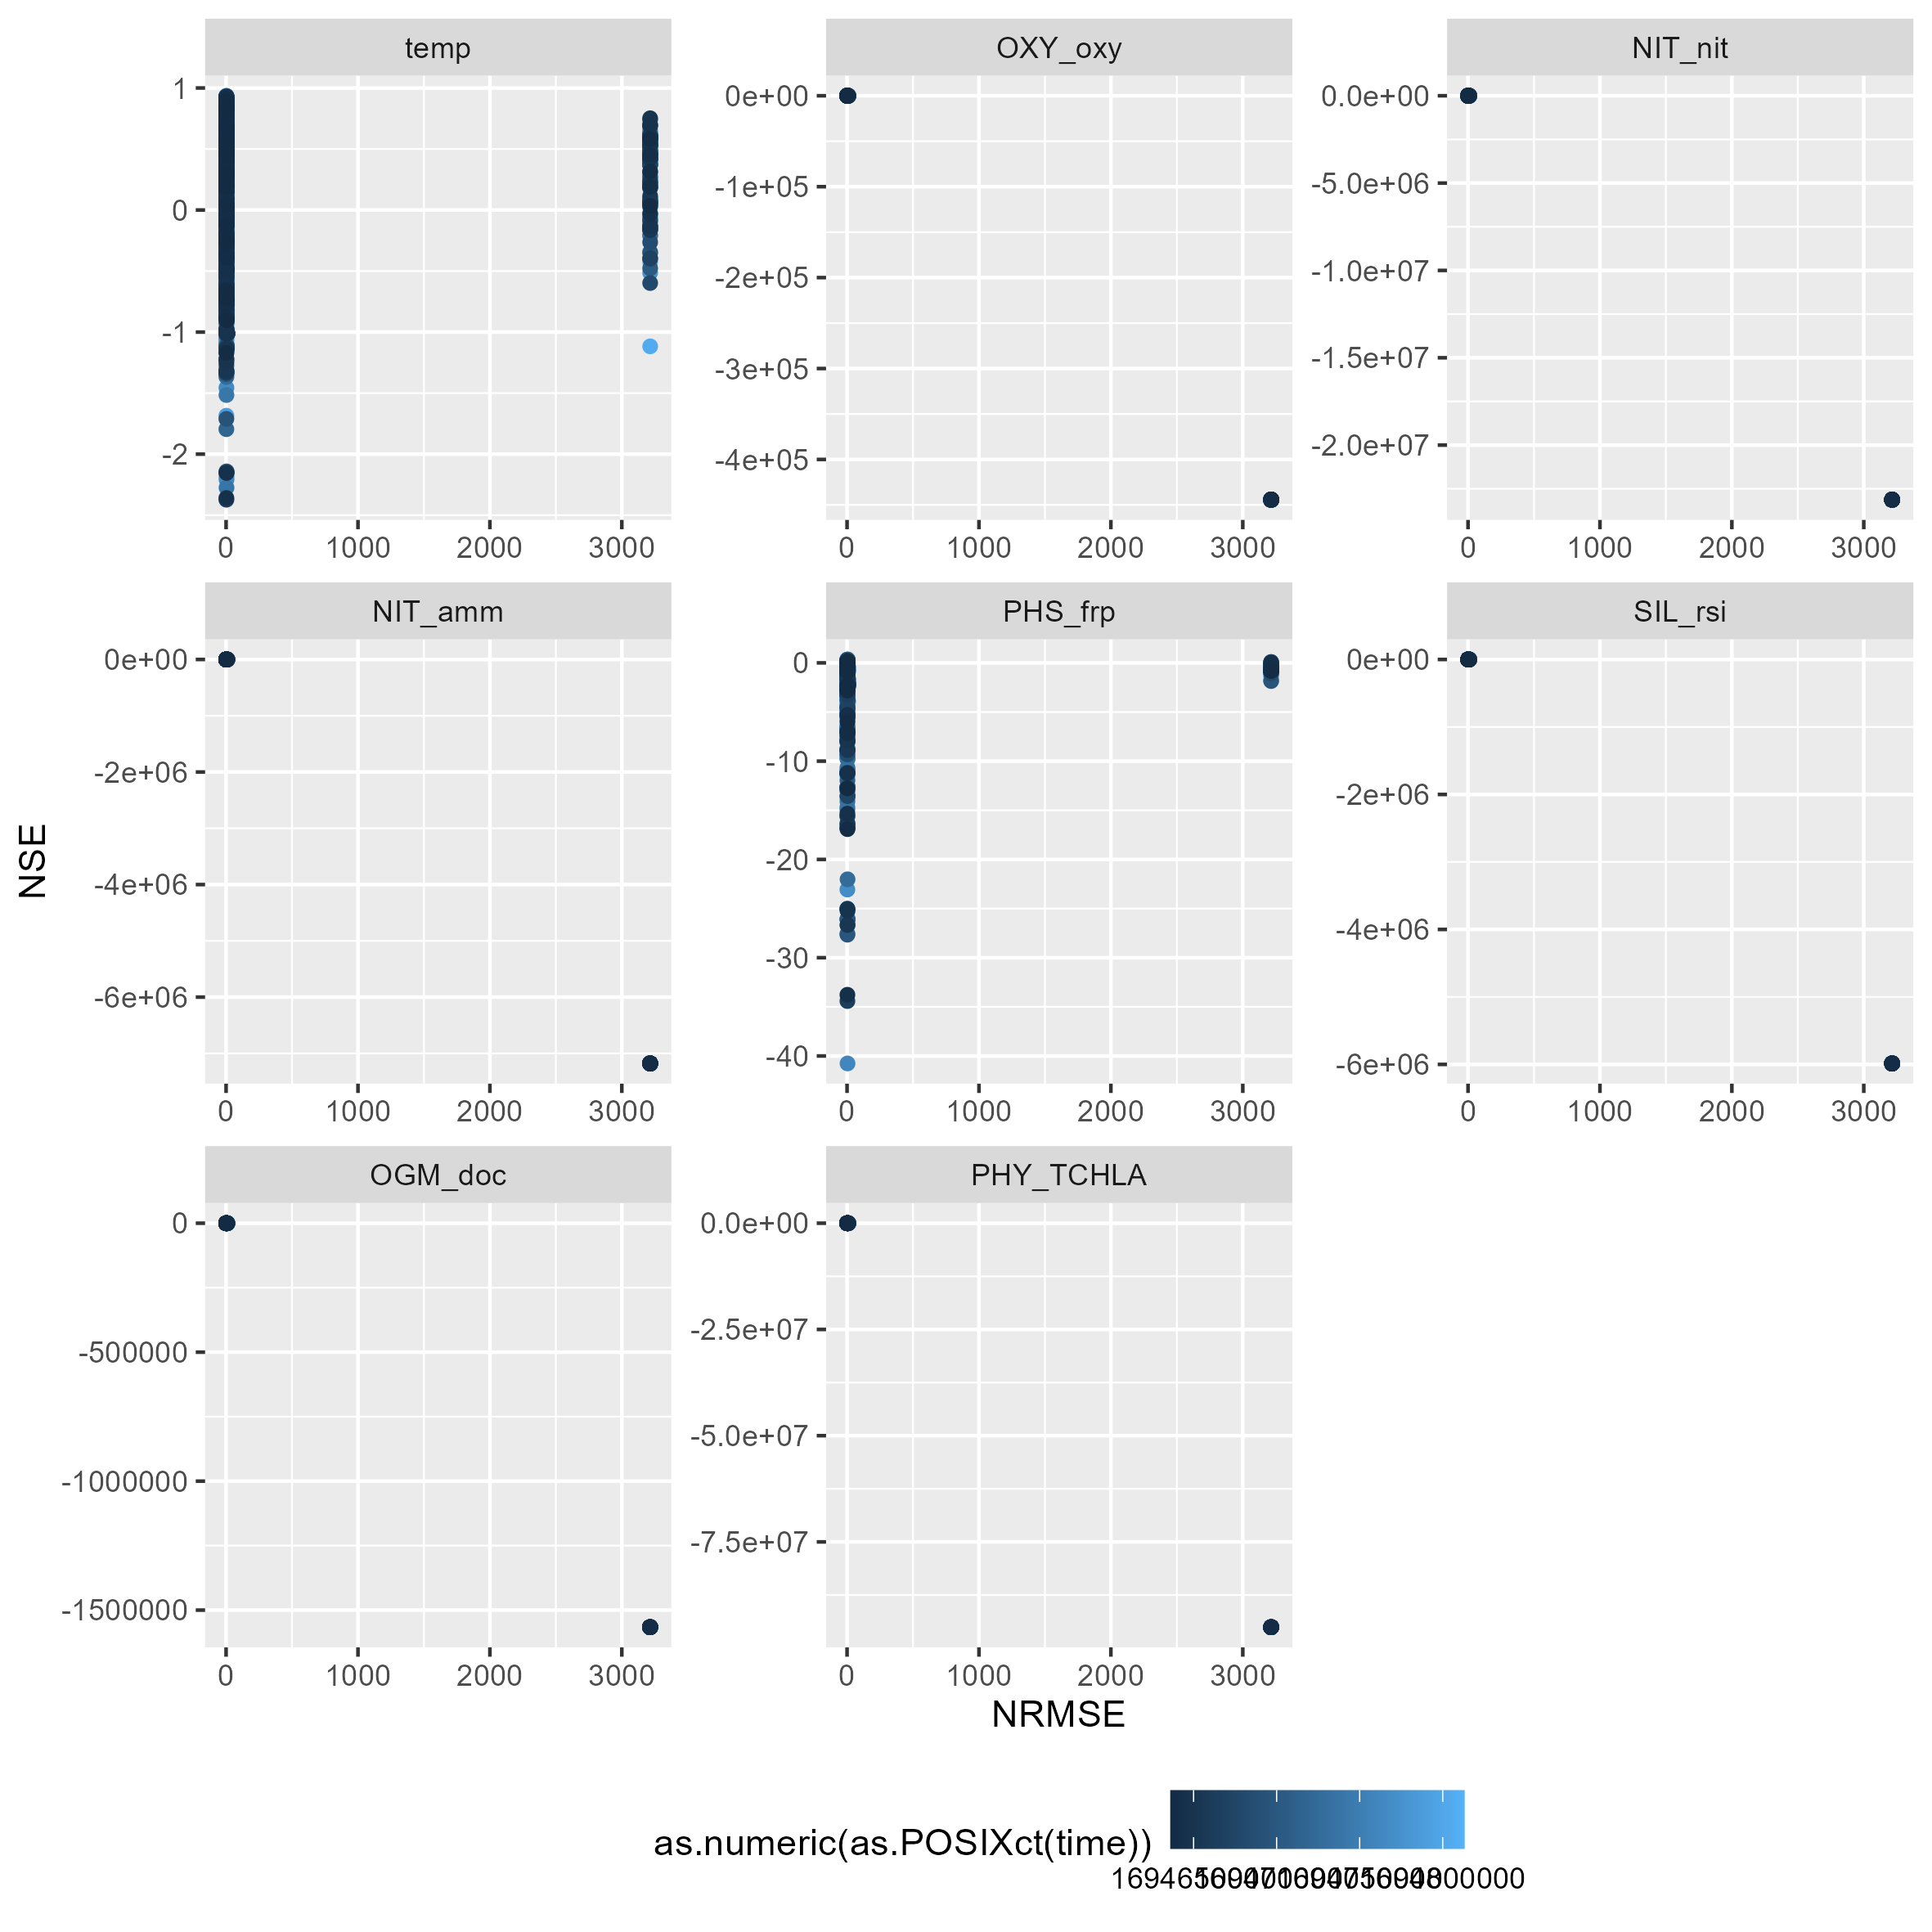 temp
OXY_oxy
NIT_nit
1
0
-1
-2
0e+00
-1e+05
-2e+05
-3e+05
-4e+05
0.0e+00
-5.0e+06
-1.0e+07
-1.5e+07
-2.0e+07
0 1000 2000 3000
0 1000 2000 3000
0 1000 2000 3000
NIT_amm
PHS_frp
SIL_rsi
0e+00
-2e+06
-4e+06
-6e+06
0
-10
-20
-30
-40
0e+00
-2e+06
-4e+06
-6e+06
0 1000 2000 3000
0 1000 2000 3000
0 1000 2000 3000
NSE
OGM_doc
PHY_TCHLA
0
-500000
-1000000
-1500000
0.0e+00
-2.5e+07
-5.0e+07
-7.5e+07
0 1000 2000 3000
0 1000 2000 3000
NRMSE
as.numeric(as.POSIXct(time))